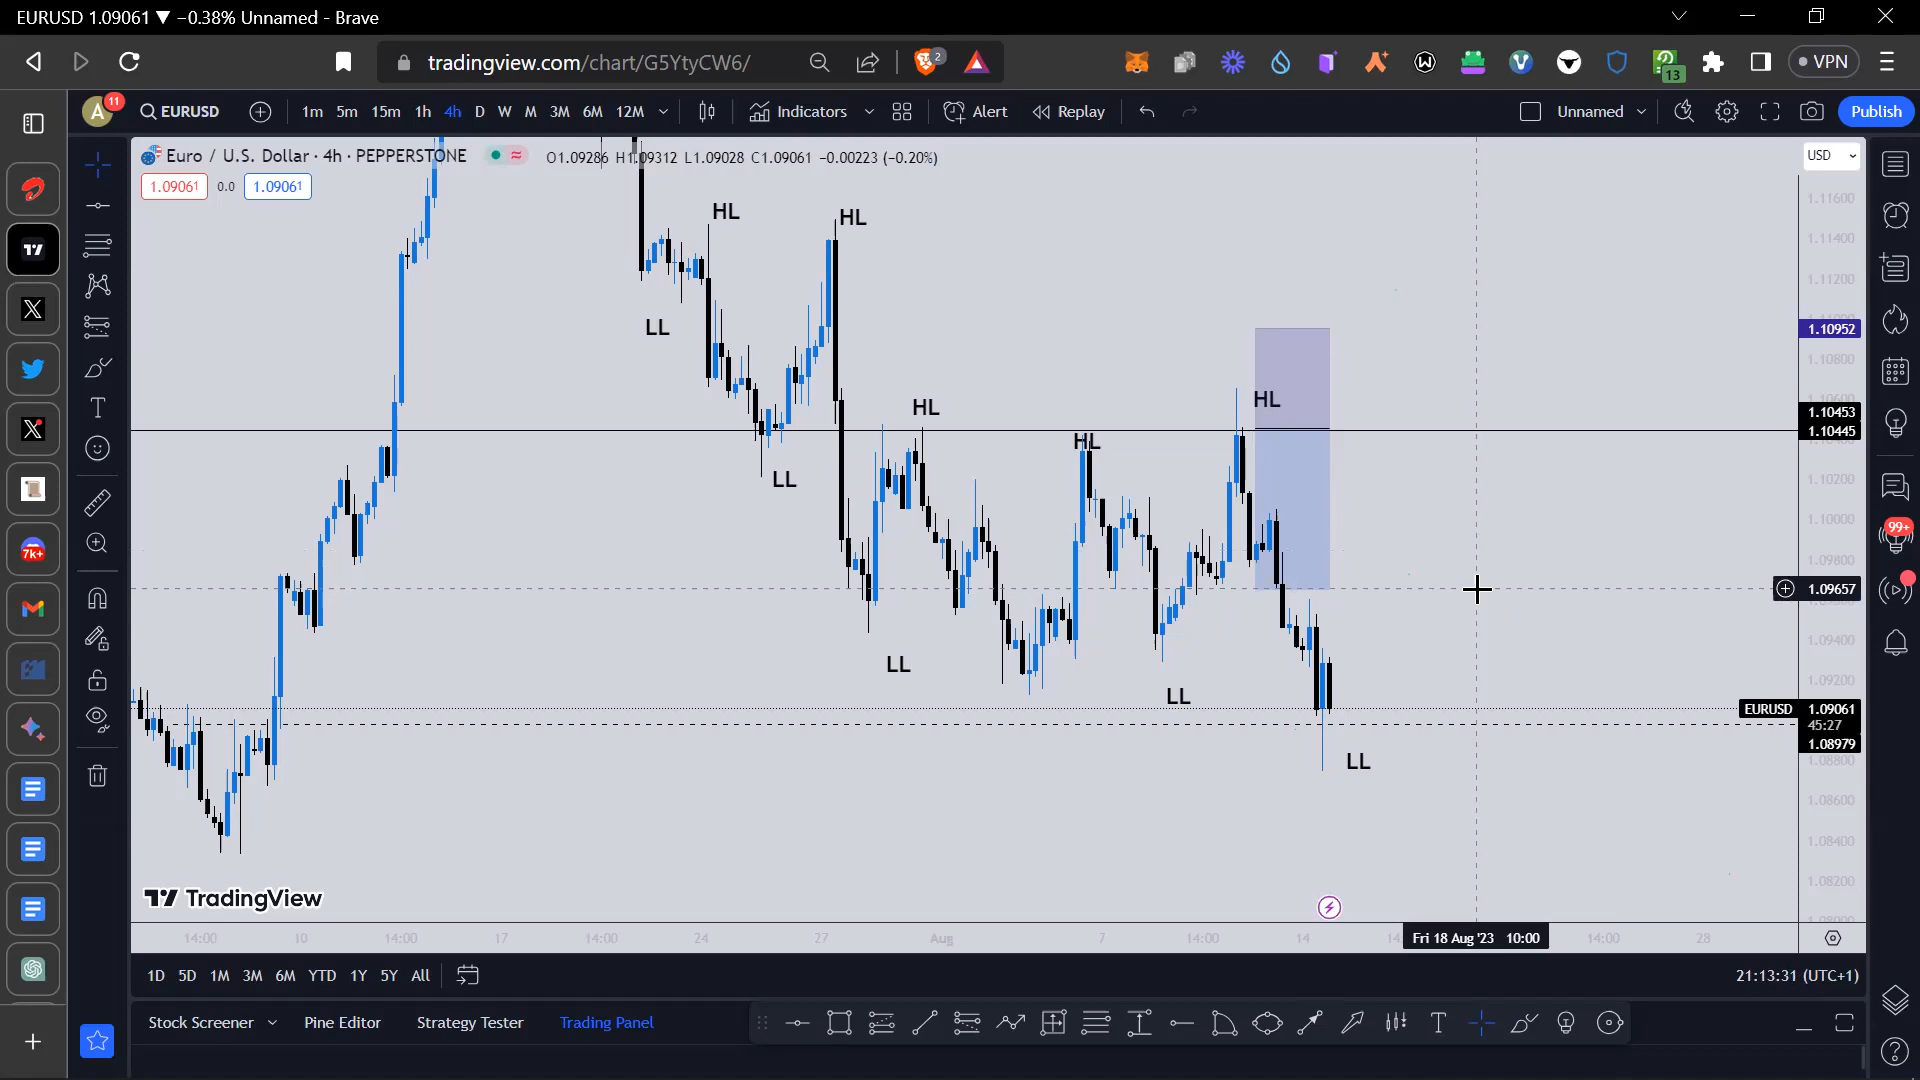 EURUSD 1.09061 ▼ −0.38% Unnamed - Brave
tradingview.com/chart/G5YtyCW6/
2
13
VPN
A
11
EURUSD
1m 5m 15m 1h 4h D W M 3M 6M 12M
Indicators
Alert
Replay
Unnamed
Publish
Euro / U.S. Dollar · 4h · PEPPERSTONE
O1.09286 H1.09312 L1.09028 C1.09061 −0.00223 (−0.20%)
USD
1.09061 0.0 1.09061
1.11600
HL
HL
1.11400
1.11200
LL
1.10952
1.10800
HL
HL
1.10453
1.10445
HL
LL
1.10200
1.10000
99+
7k+
1.09800
1.09657
1.09400
LL
1.09200
LL
EURUSD 1.09061
45:27
1.08979
1.08800
LL
1.08600
1.08400
1.08200
TradingView
14:00 10 14:00 17 14:00 24 27 Aug 7 14:00 14 Fri 18 Aug '23 10:00 14:00 28
1D 5D 1M 3M 6M YTD 1Y 5Y All
21:13:31 (UTC+1)
Stock Screener
Pine Editor
Strategy Tester
Trading Panel